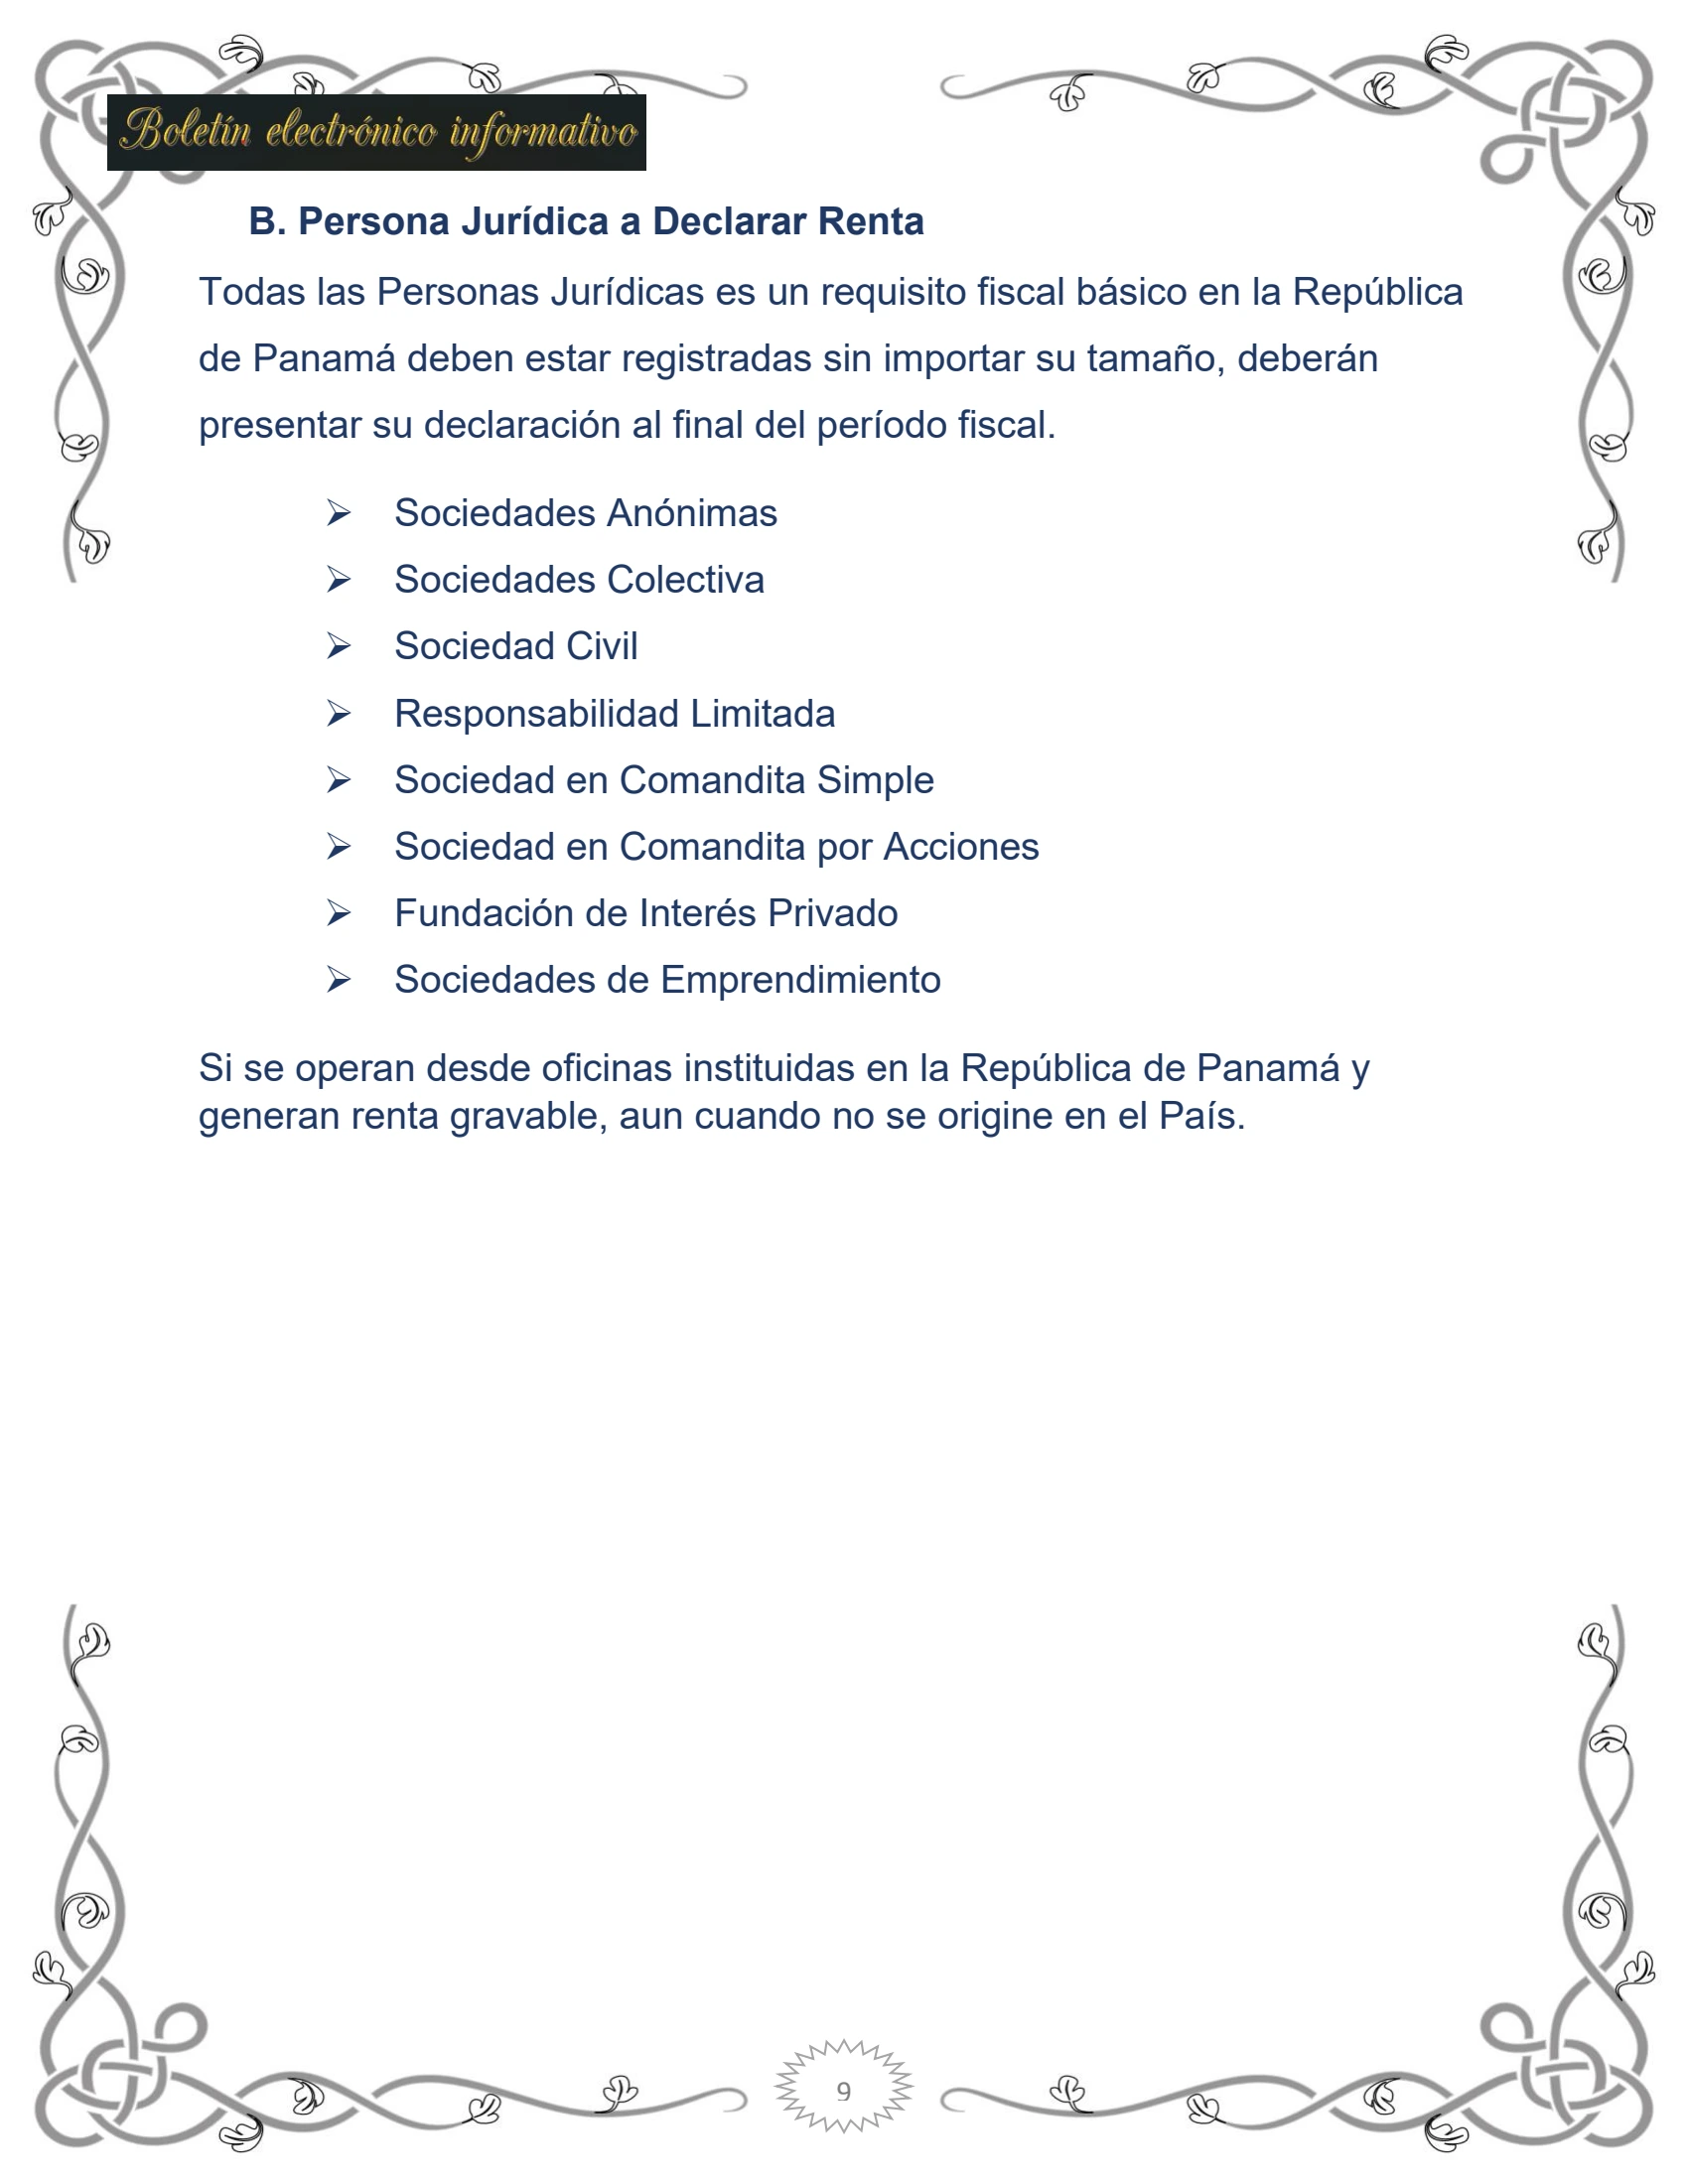 Boletín electrónico informativo
B. Persona Jurídica a Declarar Renta
Todas las Personas Jurídicas es un requisito fiscal básico en la República
de Panamá deben estar registradas sin importar su tamaño, deberán
presentar su declaración al final del período fiscal.
➢ Sociedades Anónimas
➢ Sociedades Colectiva
➢ Sociedad Civil
➢ Responsabilidad Limitada
➢ Sociedad en Comandita Simple
➢ Sociedad en Comandita por Acciones
➢ Fundación de Interés Privado
➢ Sociedades de Emprendimiento
Si se operan desde oficinas instituidas en la República de Panamá y
generan renta gravable, aun cuando no se origine en el País.
9